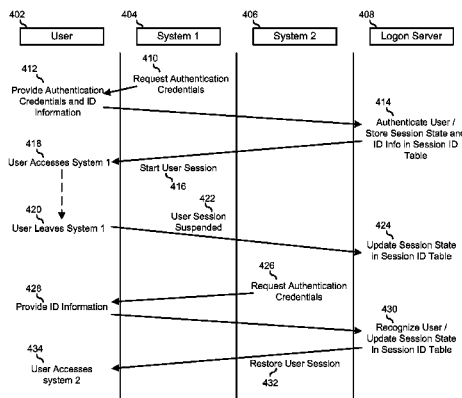 402
404
406
408
User
System 1
System 2
Logon Server
410
Request Authentication
Credentials
412
Provide Authentication
Credentials and ID
Information
414
Authenticate User /
Store Session State and
ID Info in Session ID
Table
418
User Accesses System 1
Start User Session
416
420
User Leaves System 1
422
User Session
Suspended
424
Update Session State
in Session ID Table
426
Request Authentication
Credentials
428
Provide ID Information
430
Recognize User /
Update Session State
In Session ID Table
434
User Accesses
system 2
Restore User Session
432